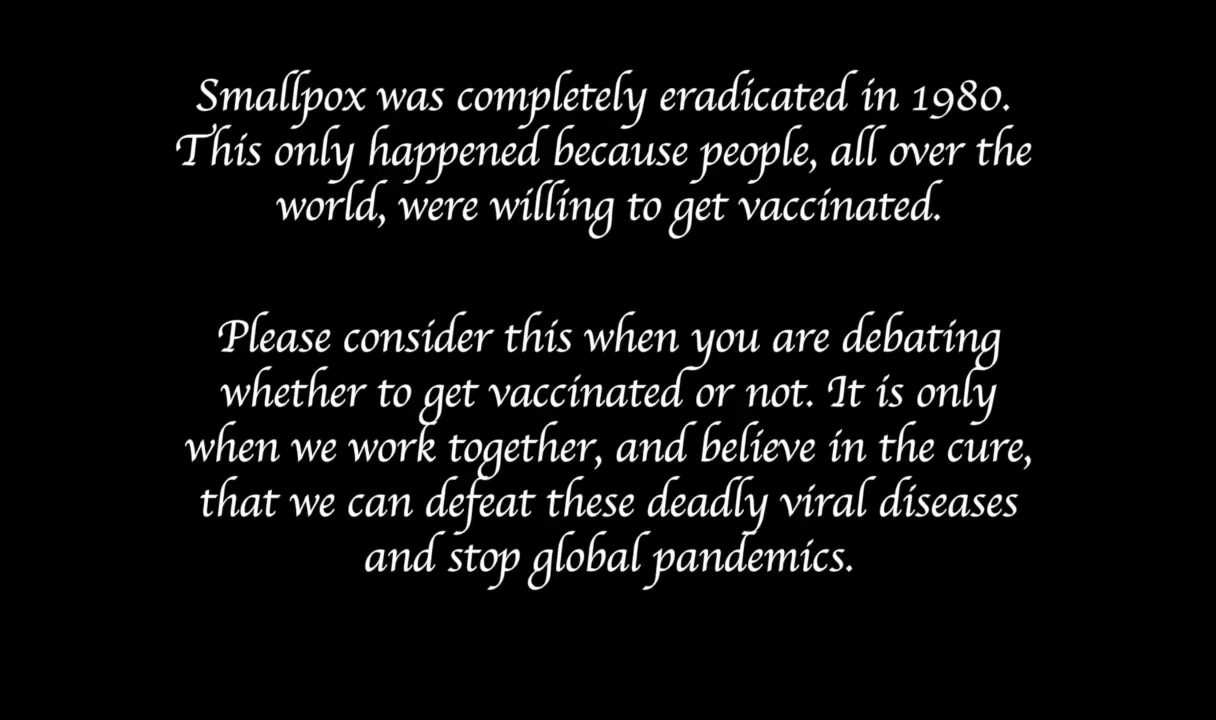 Smallpox was completely eradicated in 1980.
This only happened because people, all over the
world, were willing to get vaccinated.
Please consider this when you are debating
whether to get vaccinated or not. It is only
when we work together, and believe in the cure,
that we can defeat these deadly viral diseases
and stop global pandemics.